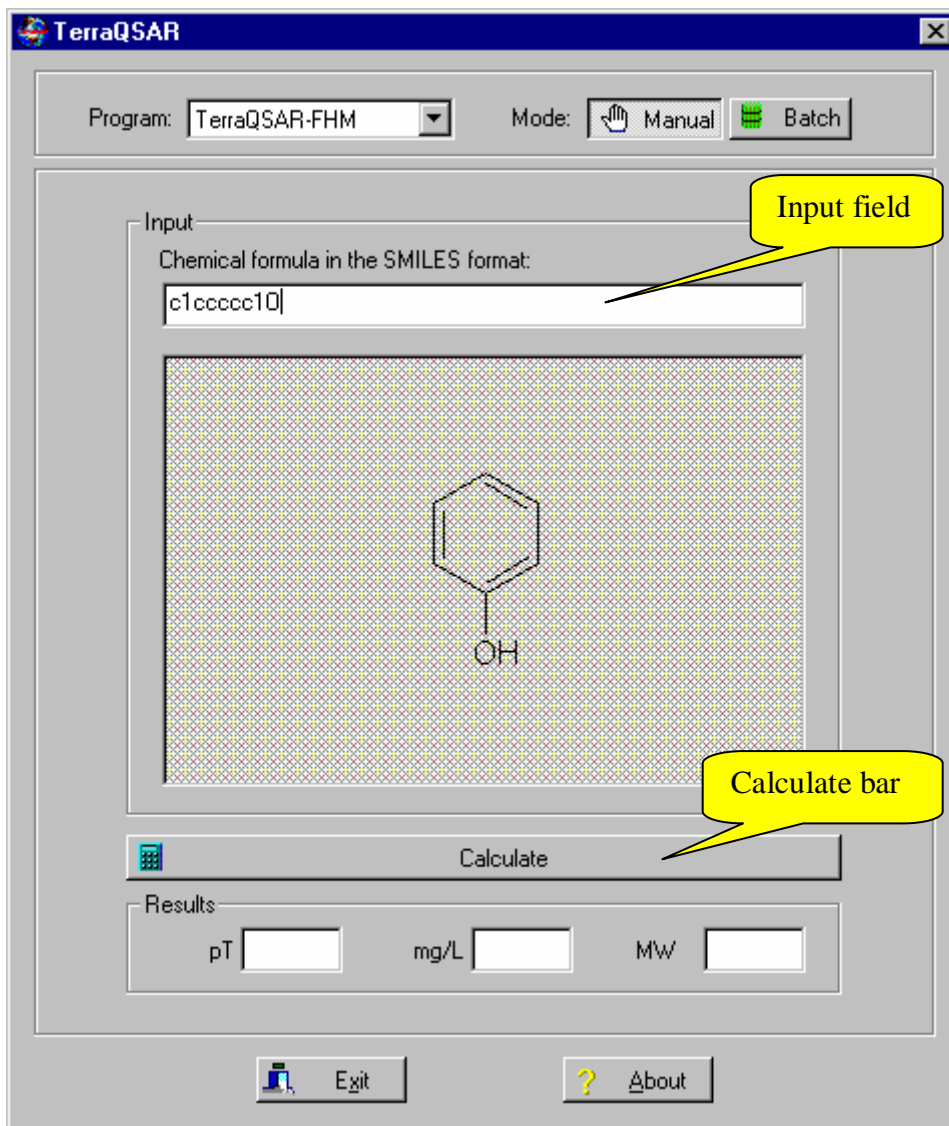 TerraQSAR
Program: TerraQSAR-FHM Mode: Manual Batch
Input field
Input
Chemical formula in the SMILES format:
c1ccccc1O
OH
Calculate bar
Calculate
Results
pT mg/L MW
Exit About